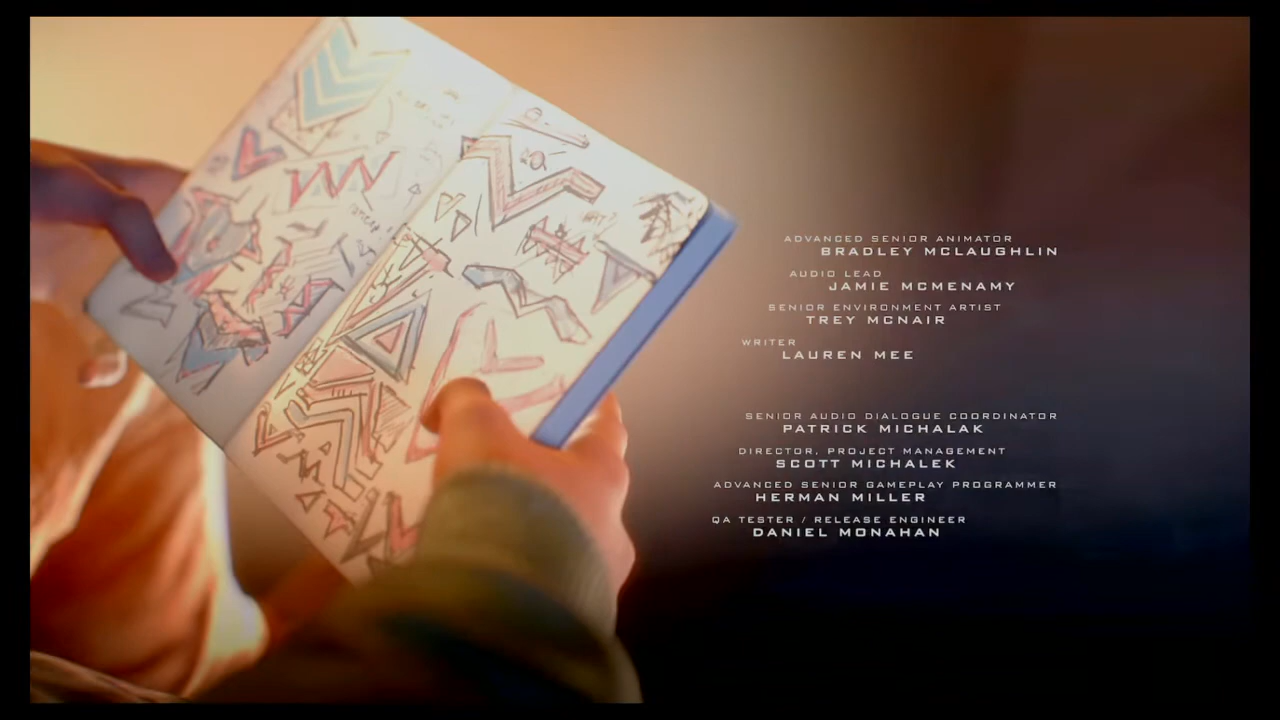 ADVANCED SENIOR ANIMATOR
BRADLEY MCLAUGHLIN
AUDIO LEAD
JAMIE MCMENAMY
SENIOR ENVIRONMENT ARTIST
TREY MCNAIR
WRITER
LAUREN MEE
SENIOR AUDIO DIALOGUE COORDINATOR
PATRICK MICHALAK
DIRECTOR, PROJECT MANAGEMENT
SCOTT MICHALEK
ADVANCED SENIOR GAMEPLAY PROGRAMMER
HERMAN MILLER
QA TESTER / RELEASE ENGINEER
DANIEL MONAHAN